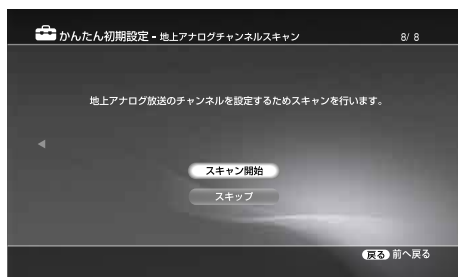 かんたん初期設定 - 地上アナログチャンネルスキャン 8/ 8
地上アナログ放送のチャンネルを設定するためスキャンを行います。
スキャン開始
スキップ
戻る 前へ戻る